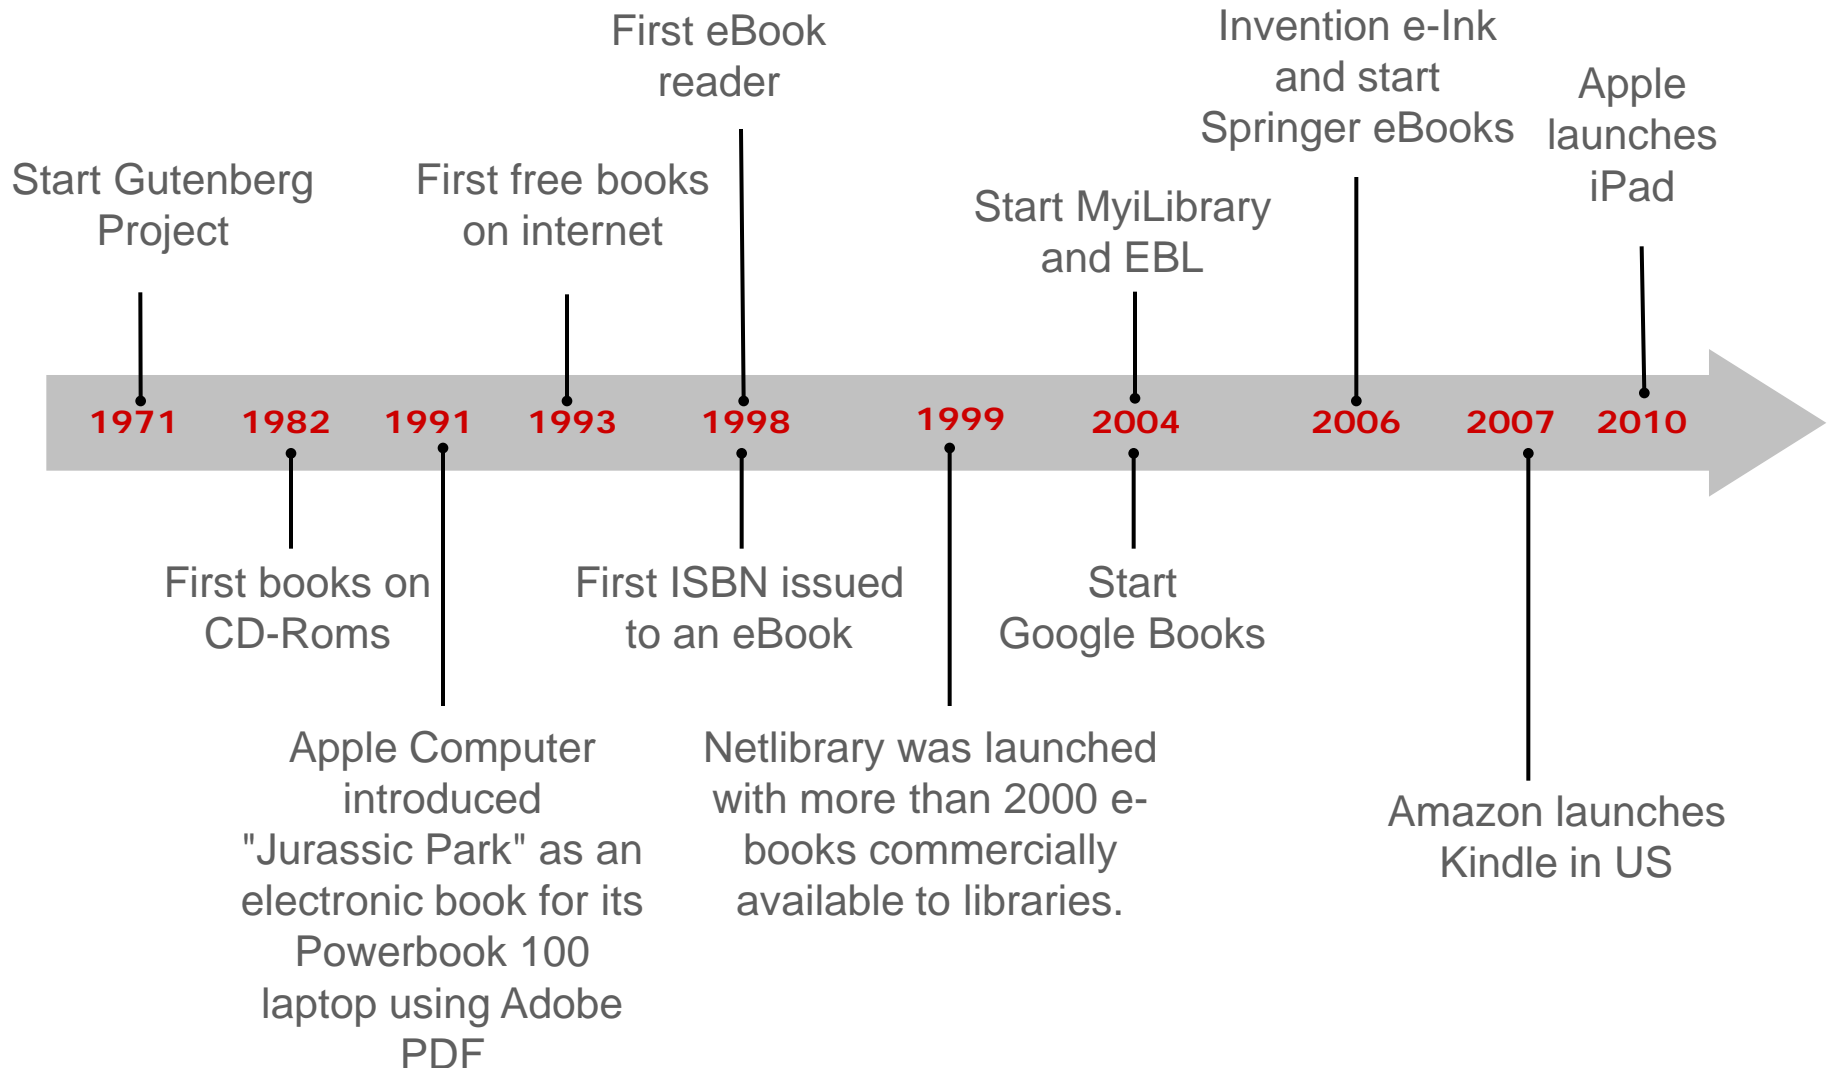 First eBook
reader
Invention e-Ink
and start
Springer eBooks
Apple
launches
iPad
Start Gutenberg
Project
First free books
on internet
Start MyiLibrary
and EBL
1971 1982 1991 1993 1998 1999 2004 2006 2007 2010
First books on
CD-Roms
First ISBN issued
to an eBook
Start
Google Books
Apple Computer
introduced
"Jurassic Park" as an
electronic book for its
Powerbook 100
laptop using Adobe
PDF
Netlibrary was launched
with more than 2000 e-
books commercially
available to libraries.
Amazon launches
Kindle in US